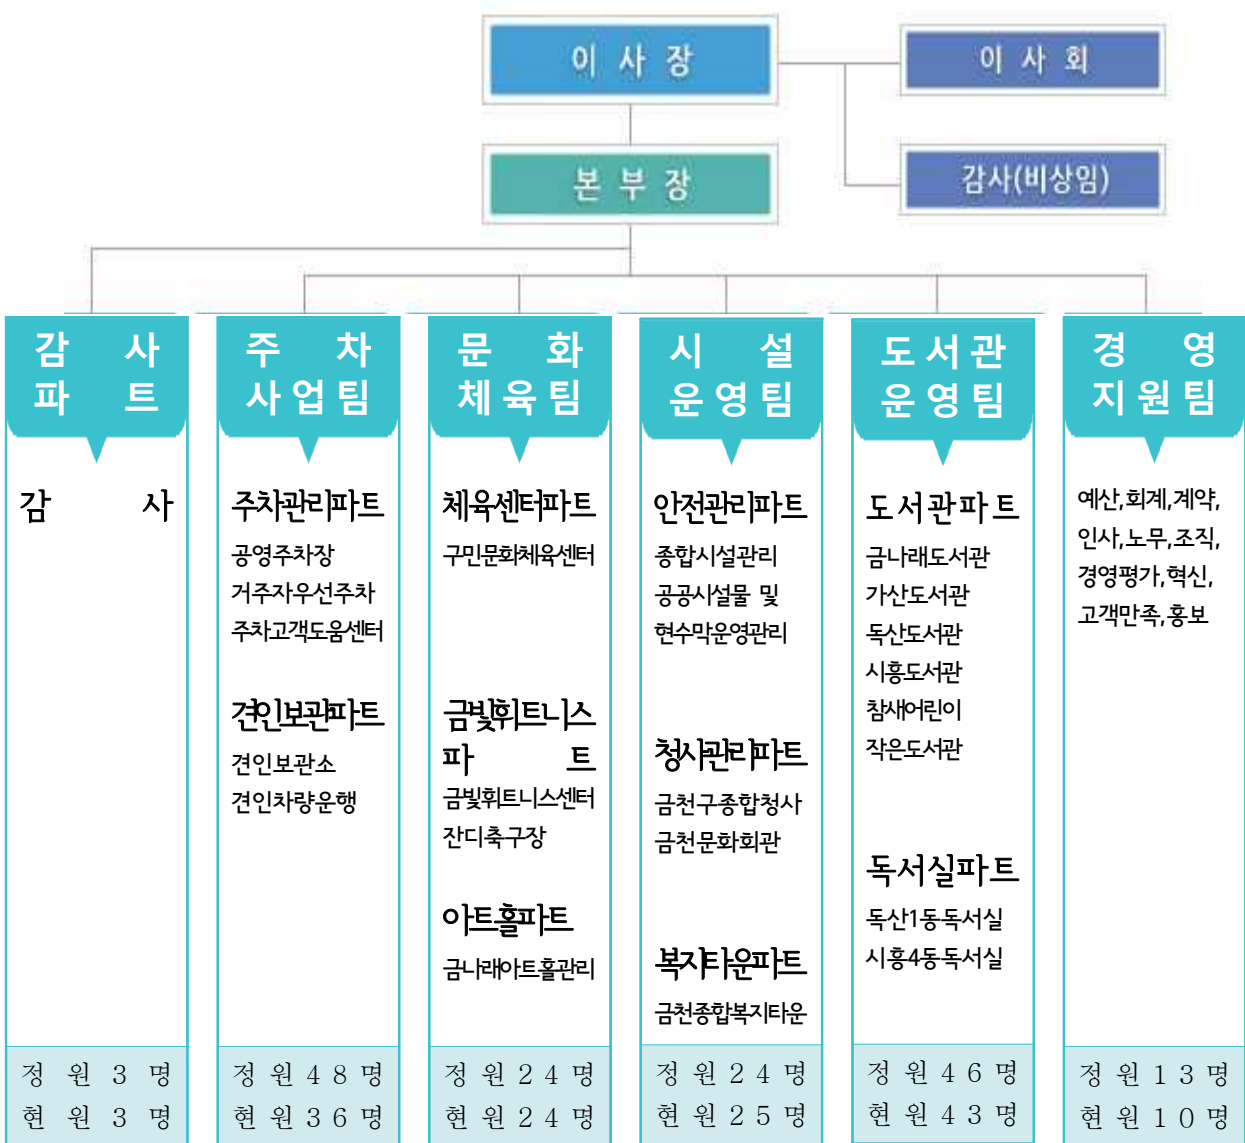 이 사 장
이 사 회
본 부 장
감사(비상임)
감 사
파 트
감 사
정 원 3 명
현 원 3 명
주 차
사 업 팀
주차관리파트
공영주차장
거주자우선주차
주차고객도움센터
견인보관파트
견인보관소
견인차량운행
정 원 4 8 명
현 원 3 6 명
문 화
체 육 팀
체육센터파트
구민문화체육센터
금빛휘트니스
파 트
금빛휘트니스센터
잔디축구장
아트홀파트
금나래아트홀관리
정 원 2 4 명
현 원 2 4 명
시 설
운 영 팀
안전관리파트
종합시설관리
공공시설물 및
현수막운영관리
청사관리파트
금천구종합청사
금천문화회관
복지타운파트
금천종합복지타운
정 원 2 4 명
현 원 2 5 명
도 서 관
운 영 팀
도서관파트
금나래도서관
가산도서관
독산도서관
시흥도서관
참새어린이
작은도서관
독서실파트
독산1동독서실
시흥4동독서실
정 원 4 6 명
현 원 4 3 명
경 영
지 원 팀
예산,회계,계약,
인사,노무,조직,
경영평가,혁신,
고객만족,홍보
정 원 1 3 명
현 원 1 0 명